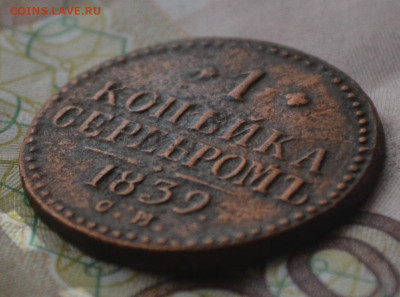 COINS.LAVE.RU
* 1 *
КОПѢЙКА
СЕРЕБРОМЪ
1839.
С. М.